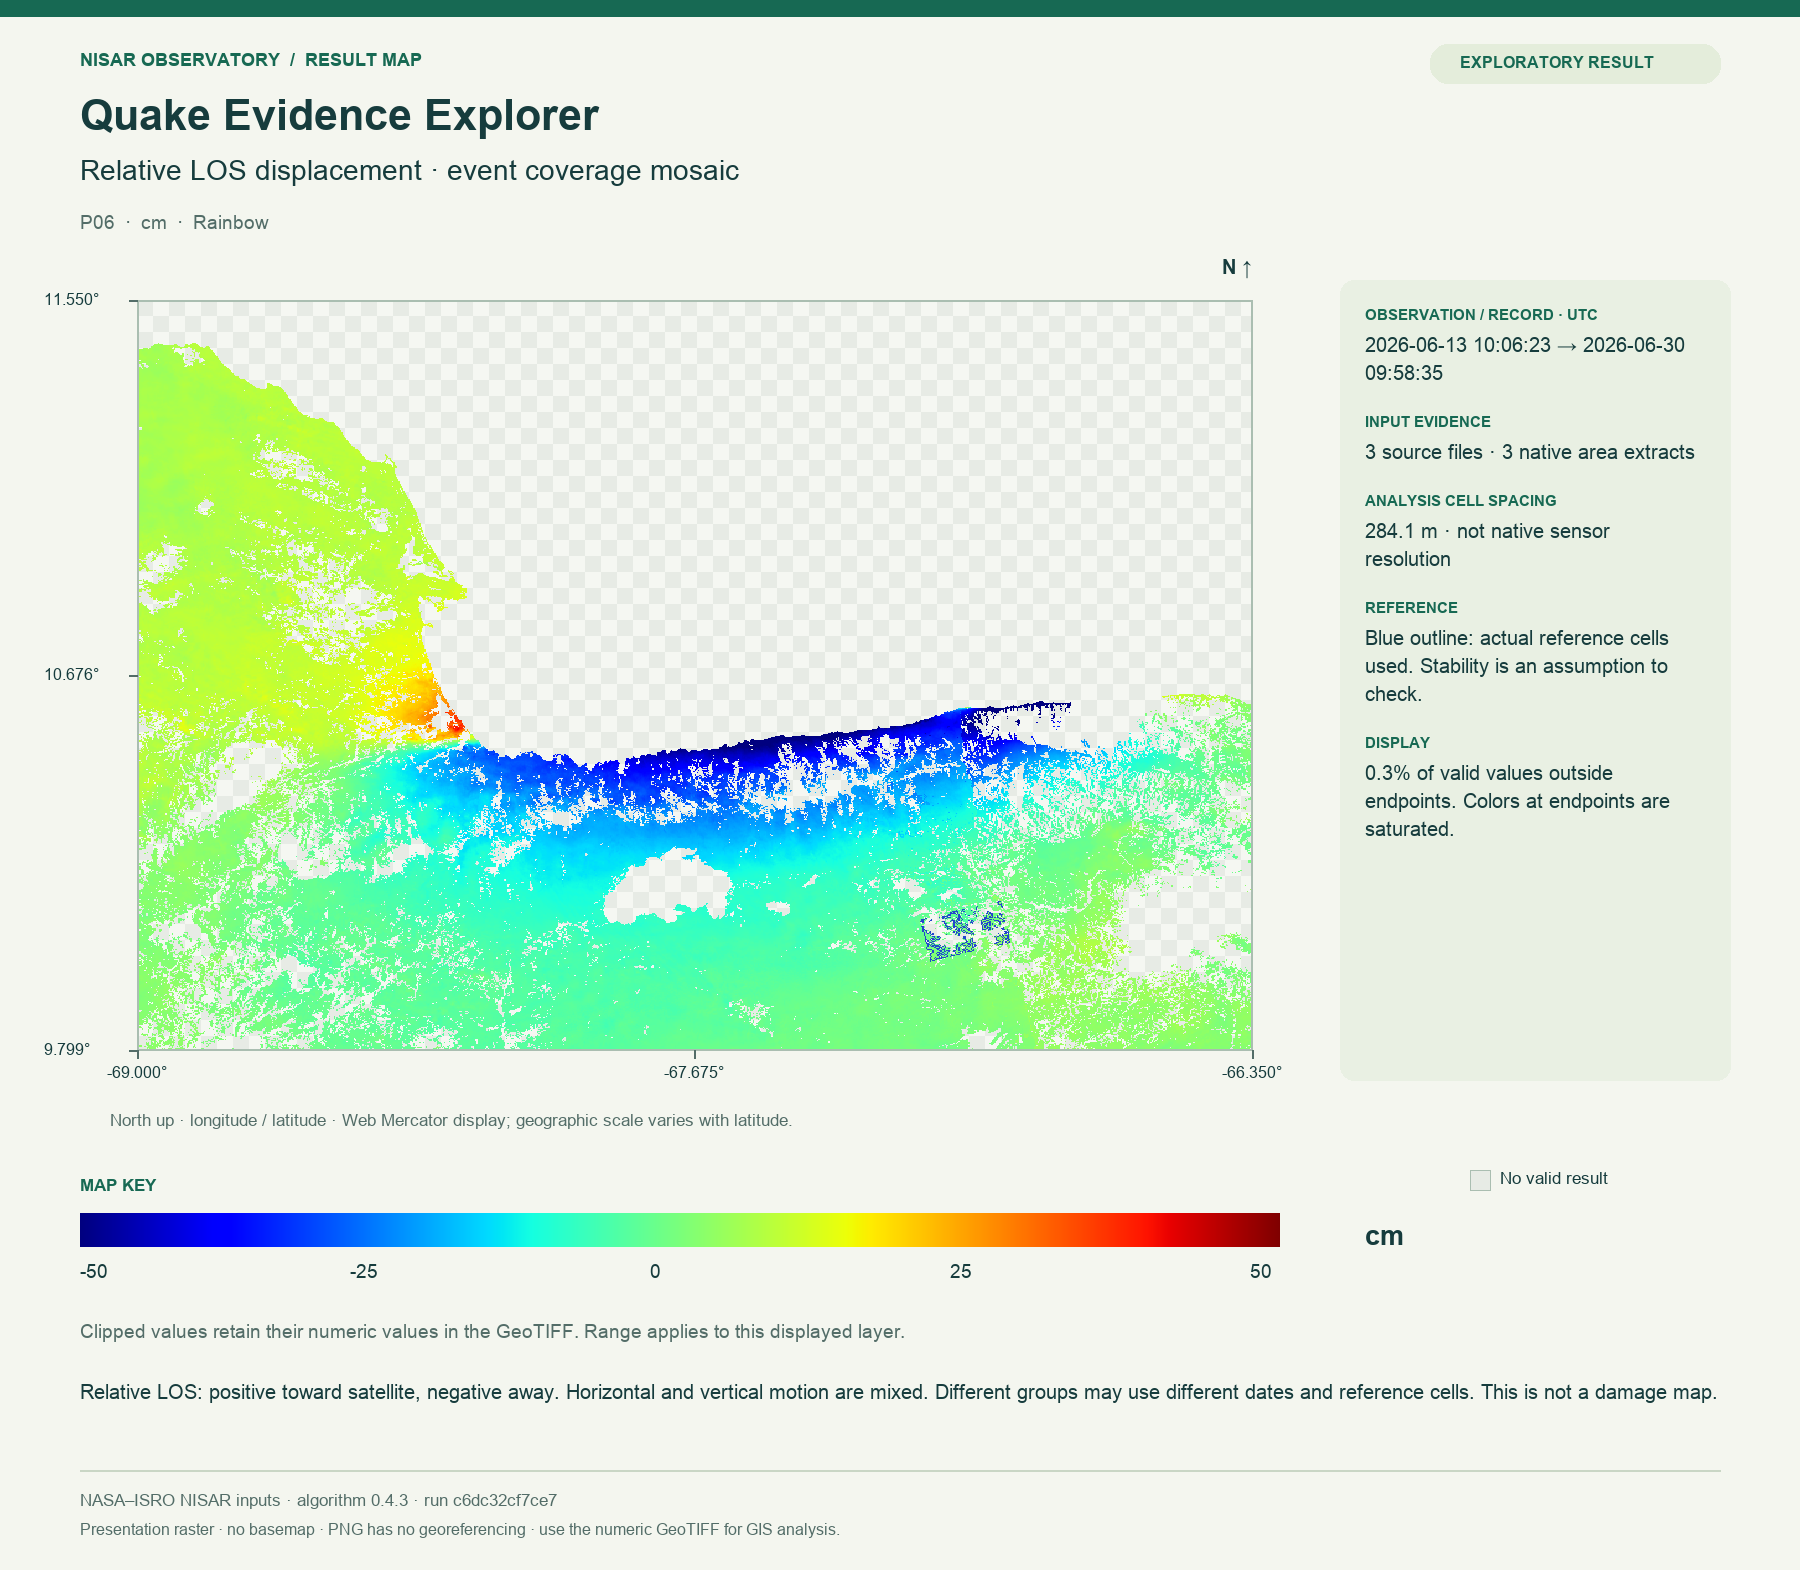 NISAR OBSERVATORY / RESULT MAP
EXPLORATORY RESULT
Quake Evidence Explorer
Relative LOS displacement · event coverage mosaic
P06 · cm · Rainbow
N ↑
11.550°
10.676°
9.799°
-69.000°
-67.675°
-66.350°
North up · longitude / latitude · Web Mercator display; geographic scale varies with latitude.
OBSERVATION / RECORD · UTC
2026-06-13 10:06:23 → 2026-06-30
09:58:35
INPUT EVIDENCE
3 source files · 3 native area extracts
ANALYSIS CELL SPACING
284.1 m · not native sensor
resolution
REFERENCE
Blue outline: actual reference cells
used. Stability is an assumption to
check.
DISPLAY
0.3% of valid values outside
endpoints. Colors at endpoints are
saturated.
MAP KEY
No valid result
cm
-50
-25
0
25
50
Clipped values retain their numeric values in the GeoTIFF. Range applies to this displayed layer.
Relative LOS: positive toward satellite, negative away. Horizontal and vertical motion are mixed. Different groups may use different dates and reference cells. This is not a damage map.
NASA–ISRO NISAR inputs · algorithm 0.4.3 · run c6dc32cf7ce7
Presentation raster · no basemap · PNG has no georeferencing · use the numeric GeoTIFF for GIS analysis.